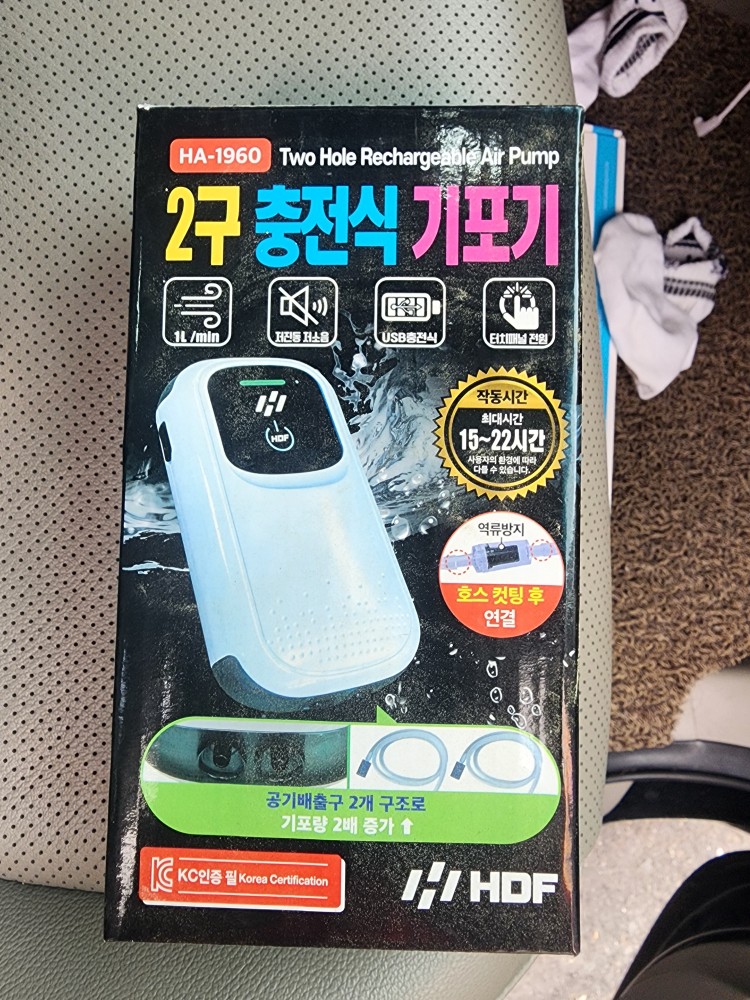 HA-1960 Two Hole Rechargeable Air Pump
2구 충전식 기포기
1L /min
저진동 저소음
USB충전식
터치패널 전원
HDF
작동시간
최대시간
15~22시간
사용자의 환경에 따라
다를 수 있습니다.
역류방지
호스 컷팅 후
연결
공기배출구 2개 구조로
기포량 2배 증가 ⬆
KC인증 필 Korea Certification
HDF